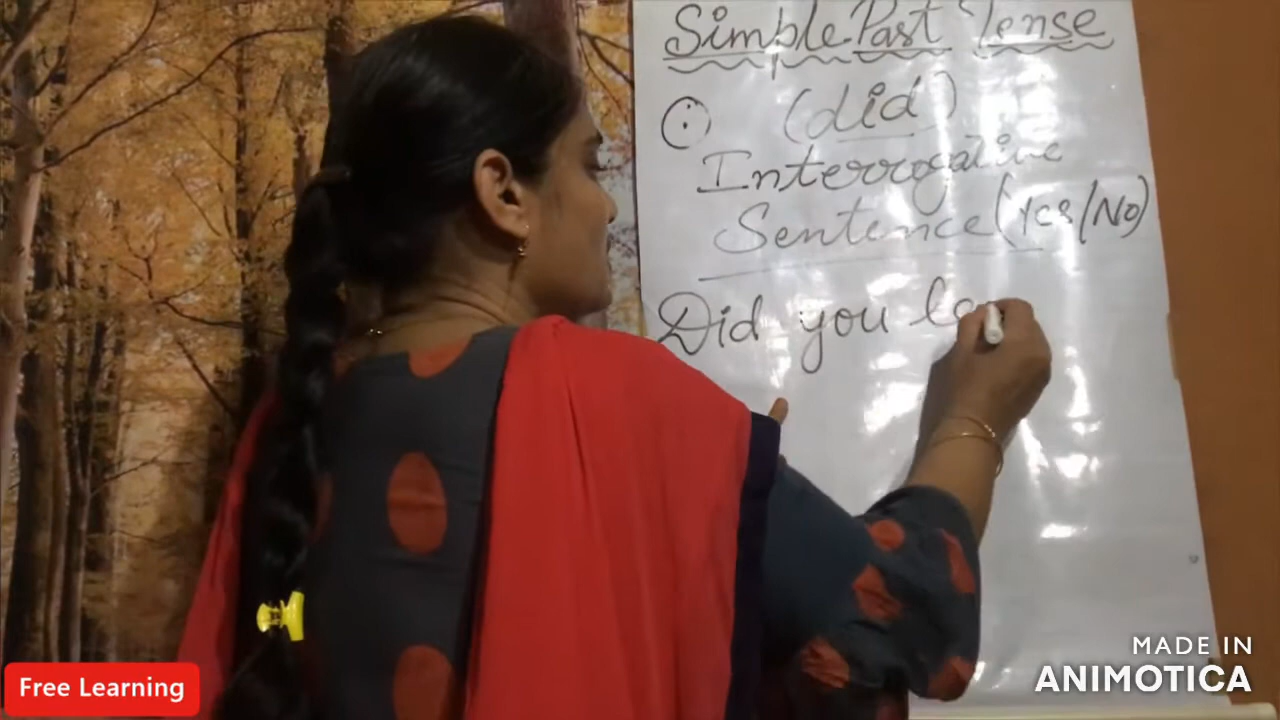 Simple Past Tense
(did)
Interrogative
Sentence (Yes/No)
Did you
Free Learning
MADE IN
ANIMOTICA